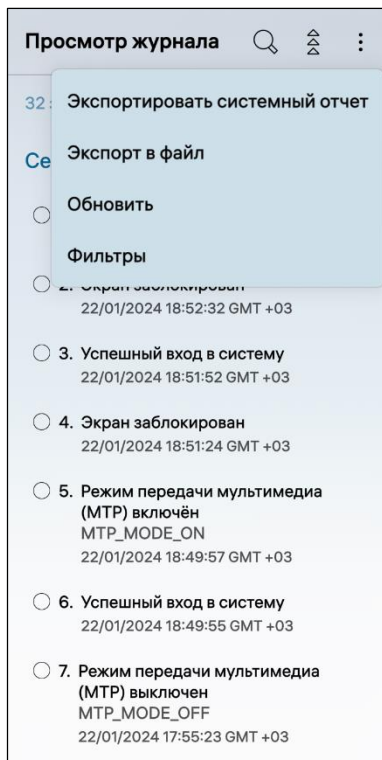 Просмотр журнала
32
Экспортировать системный отчет
Се
Экспорт в файл
Обновить
Фильтры
2. Экран заблокирован
22/01/2024 18:52:32 GMT +03
3. Успешный вход в систему
22/01/2024 18:51:52 GMT +03
4. Экран заблокирован
22/01/2024 18:51:24 GMT +03
5. Режим передачи мультимедиа
(MTP) включён
MTP_MODE_ON
22/01/2024 18:49:57 GMT +03
6. Успешный вход в систему
22/01/2024 18:49:55 GMT +03
7. Режим передачи мультимедиа
(MTP) выключен
MTP_MODE_OFF
22/01/2024 17:55:23 GMT +03